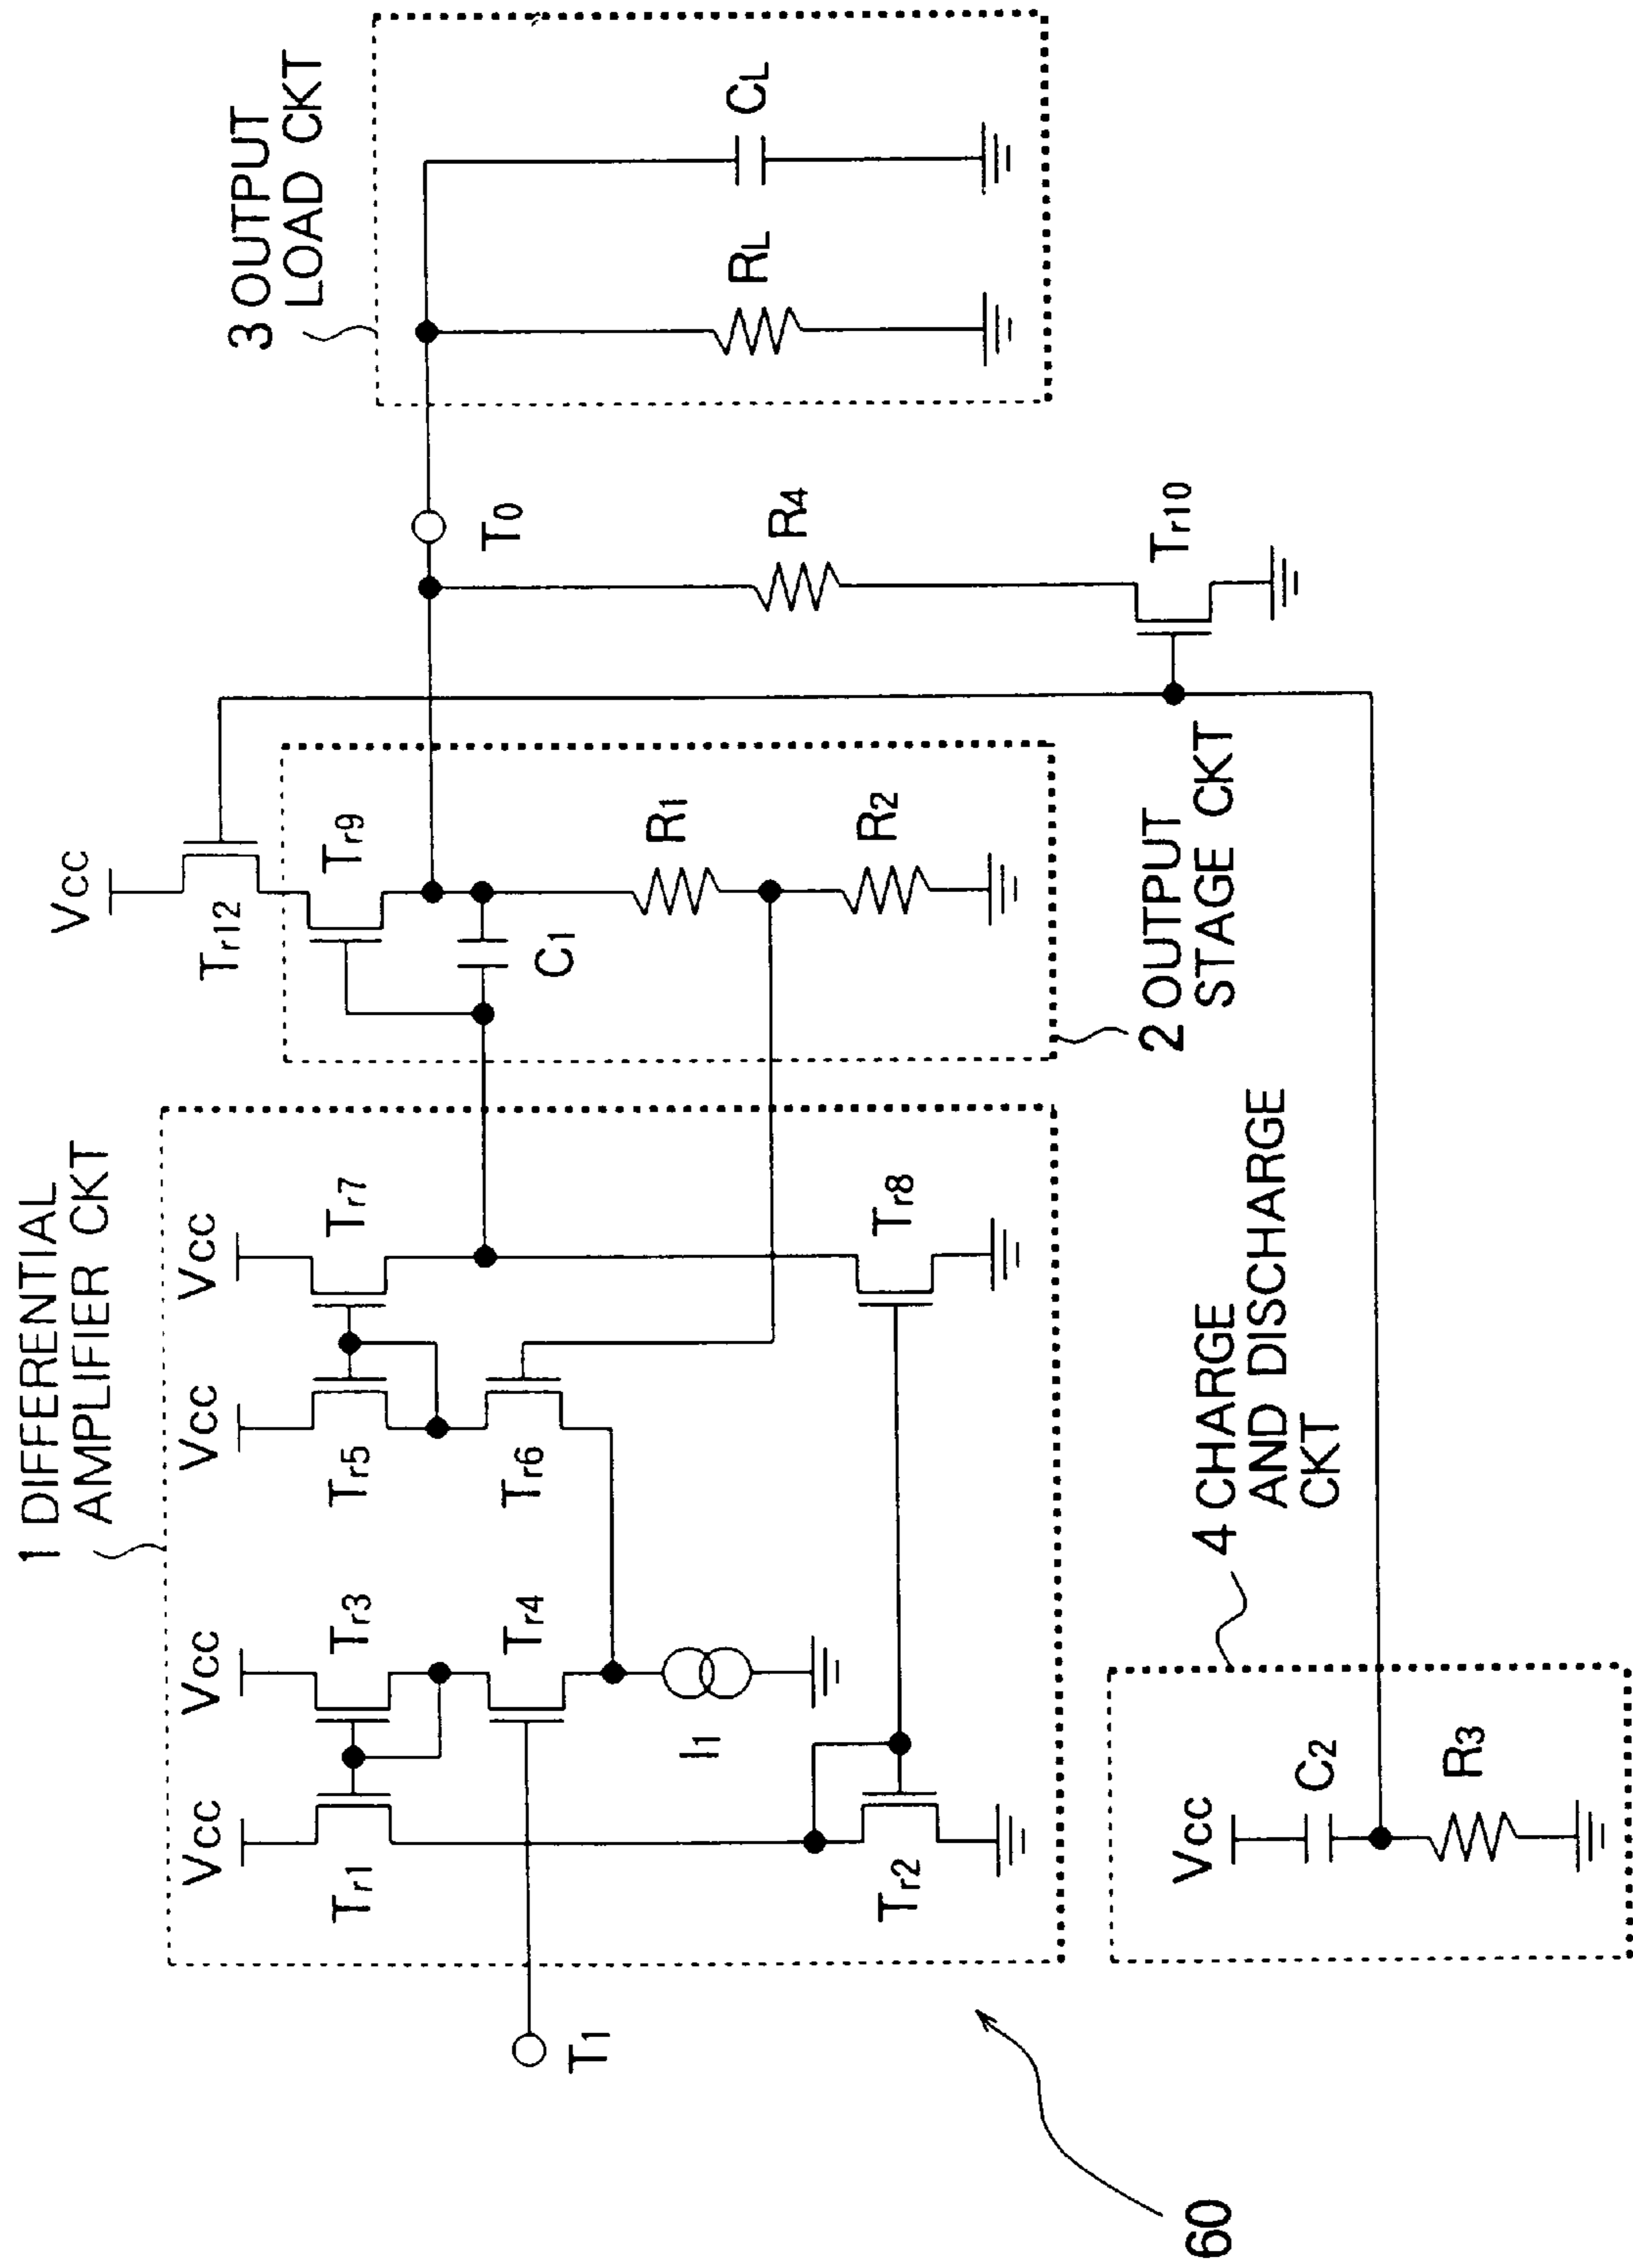 1 DIFFERENTIAL
AMPLIFIER CKT
Vcc
Vcc
Vcc
Vcc
Tr1
Tr3
Tr5
Tr7
Tr4
Tr6
I1
Tr2
Tr8
T1
Vcc
Tr12
Tr9
C1
R1
R2
2 OUTPUT
STAGE CKT
T0
R4
Tr10
3 OUTPUT
LOAD CKT
RL
CL
4 CHARGE
AND DISCHARGE
CKT
Vcc
C2
R3
60